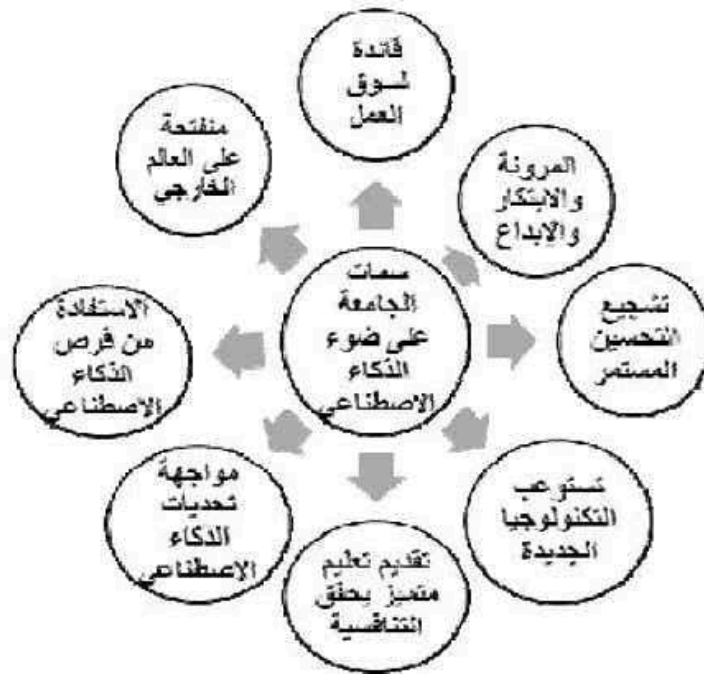 سمات
الجامعة
على ضوء
الذكاء
الاصطناعي
قائدة
لسوق
العمل
المرونة
والابتكار
والإبداع
تشجيع
التحسين
المستمر
تستوعب
التكنولوجيا
الجديدة
تقديم تعليم
متميز يحقق
التنافسية
مواجهة
تحديات
الذكاء
الاصطناعي
الاستفادة
من فرص
الذكاء
الاصطناعي
منفتحة
على العالم
الخارجي